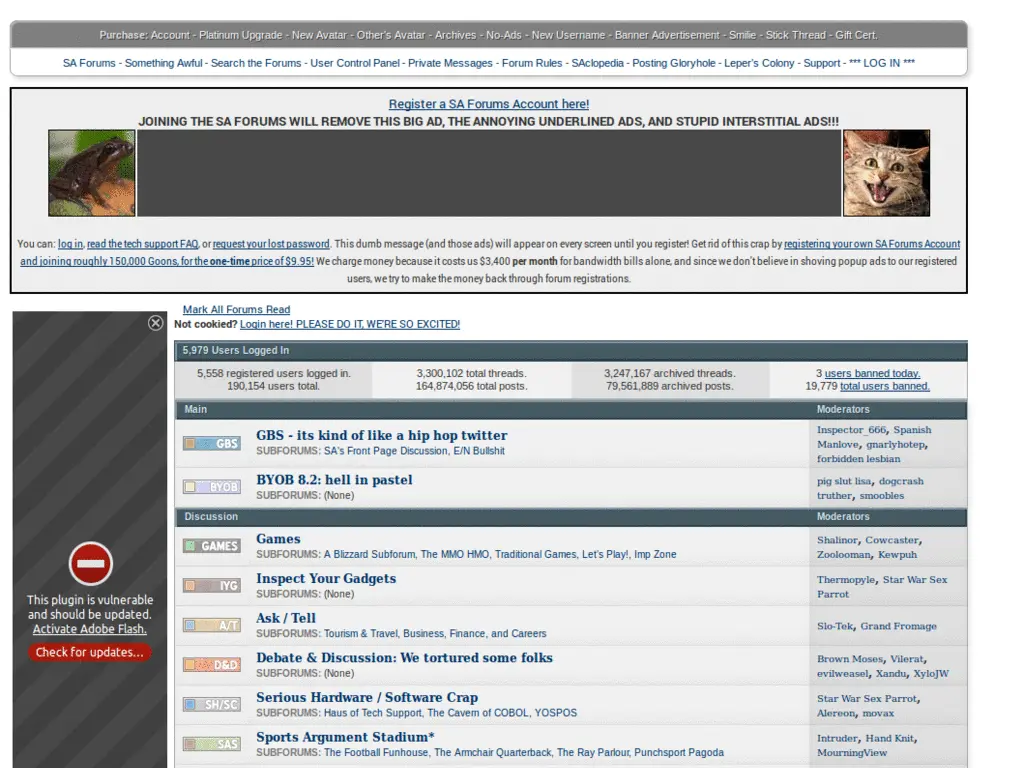 Purchase: Account - Platinum Upgrade - New Avatar - Other's Avatar - Archives - No-Ads - New Username - Banner Advertisement - Smilie - Stick Thread - Gift Cert.
SA Forums - Something Awful - Search the Forums - User Control Panel - Private Messages - Forum Rules - SAclopedia - Posting Gloryhole - Leper's Colony - Support - *** LOG IN ***
Register a SA Forums Account here!
JOINING THE SA FORUMS WILL REMOVE THIS BIG AD, THE ANNOYING UNDERLINED ADS, AND STUPID INTERSTITIAL ADS!!!
You can: log in, read the tech support FAQ, or request your lost password. This dumb message (and those ads) will appear on every screen until you register! Get rid of this crap by registering your own SA Forums Account
and joining roughly 150,000 Goons, for the one-time price of $9.95! We charge money because it costs us $3,400 per month for bandwidth bills alone, and since we don't believe in shoving popup ads to our registered
users, we try to make the money back through forum registrations.
Mark All Forums Read
Not cookied? Login here! PLEASE DO IT, WE'RE SO EXCITED!
This plugin is vulnerable
and should be updated.
Activate Adobe Flash.
Check for updates...
5,979 Users Logged In
5,558 registered users logged in.
190,154 users total.
3,300,102 total threads.
164,874,056 total posts.
3,247,167 archived threads.
79,561,889 archived posts.
3 users banned today.
19,779 total users banned.
Main
Moderators
GBS
GBS - its kind of like a hip hop twitter
SUBFORUMS: SA's Front Page Discussion, E/N Bullshit
Inspector_666, Spanish
Manlove, gnarlyhotep,
forbidden lesbian
BYOB
BYOB 8.2: hell in pastel
SUBFORUMS: (None)
pig slut lisa, dogcrash
truther, smoobles
Discussion
Moderators
GAMES
Games
SUBFORUMS: A Blizzard Subforum, The MMO HMO, Traditional Games, Let's Play!, Imp Zone
Shalinor, Cowcaster,
Zoolooman, Kewpuh
IYG
Inspect Your Gadgets
SUBFORUMS: (None)
Thermopyle, Star War Sex
Parrot
A/T
Ask / Tell
SUBFORUMS: Tourism & Travel, Business, Finance, and Careers
Slo-Tek, Grand Fromage
D&D
Debate & Discussion: We tortured some folks
SUBFORUMS: (None)
Brown Moses, Vilerat,
evilweasel, Xandu, XyloJW
SH/SC
Serious Hardware / Software Crap
SUBFORUMS: Haus of Tech Support, The Cavern of COBOL, YOSPOS
Star War Sex Parrot,
Alereon, movax
SAS
Sports Argument Stadium*
SUBFORUMS: The Football Funhouse, The Armchair Quarterback, The Ray Parlour, Punchsport Pagoda
Intruder, Hand Knit,
MourningView